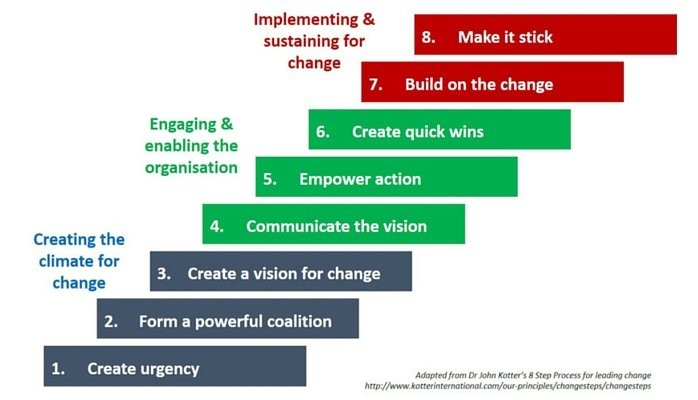 Implementing &
sustaining for
change
8. Make it stick
7. Build on the change
Engaging &
enabling the
organisation
6. Create quick wins
5. Empower action
4. Communicate the vision
Creating the
climate for
change
3. Create a vision for change
2. Form a powerful coalition
1. Create urgency
Adapted from Dr John Kotter's 8 Step Process for leading change
http://www.kotterinternational.com/our-principles/changesteps/changesteps